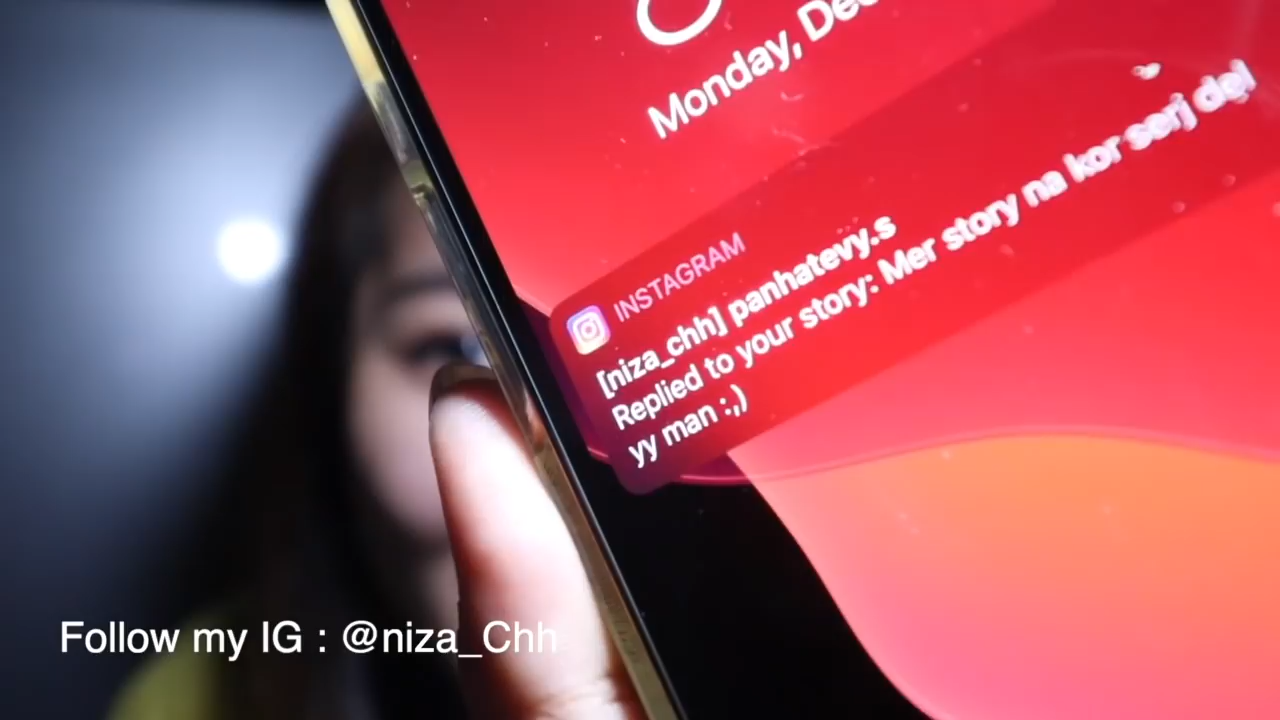 Monday, Dec
INSTAGRAM
[niza_chh] panhatevy.s
Replied to your story: Mer story na kor serj del
yy man :,)
Follow my IG : @niza_Chh